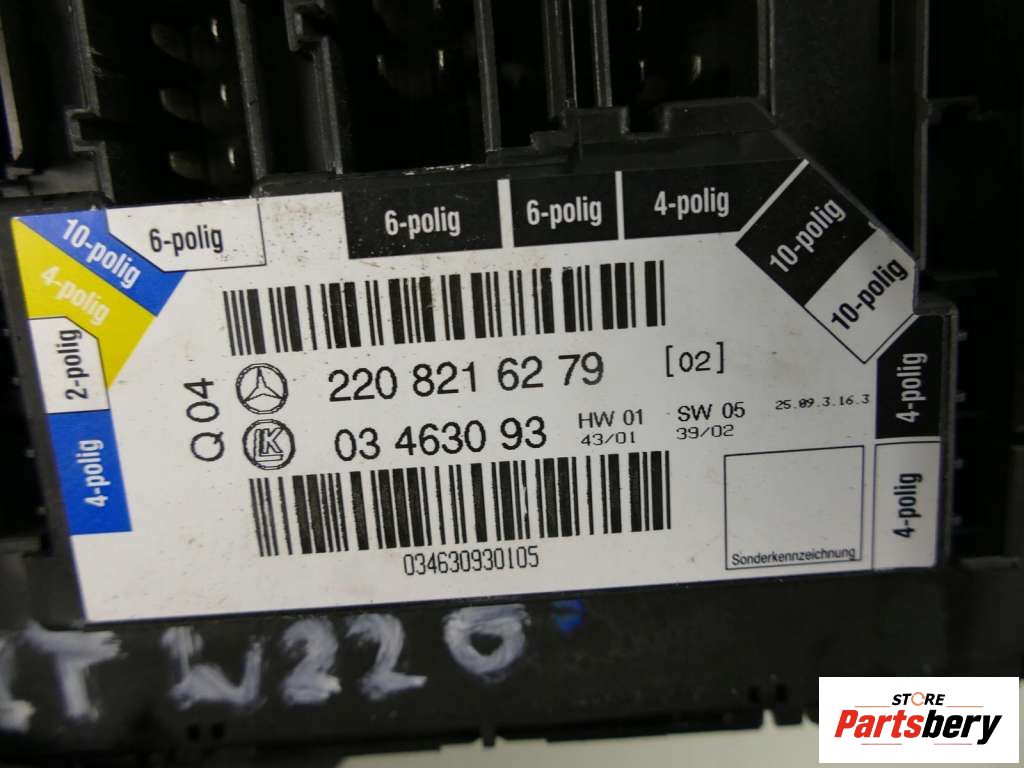 6-polig
6-polig
4-polig
10-polig
6-polig
10-polig
4-polig
10-polig
2-polig
4-polig
4-polig
4-polig
Q 04
220 821 62 79 [02]
03 4630 93 HW 01 SW 05 25.09.3.16.3
43/01 39/02
034630930105
Sonderkennzeichnung
W220
STORE
Partsbery